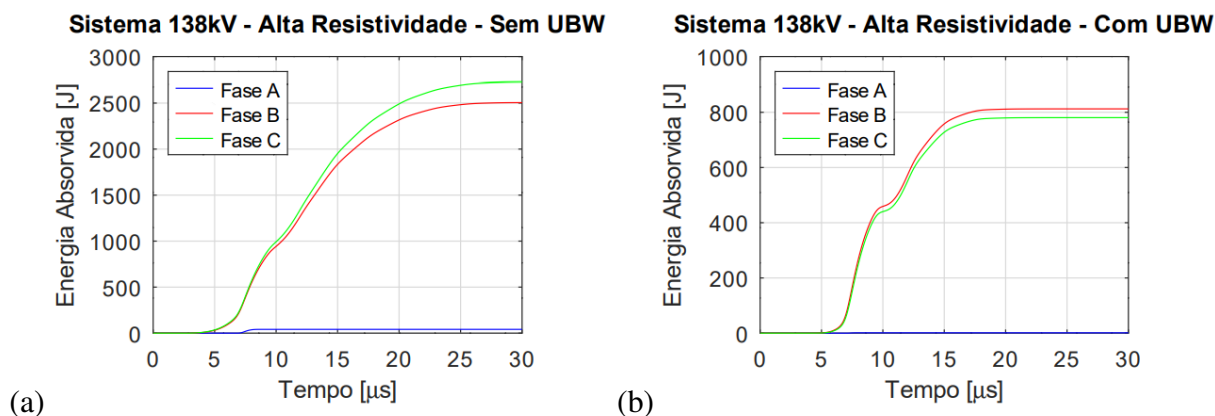 Sistema 138kV - Alta Resistividade - Sem UBW
3000
2500
2000
1500
1000
500
0
Energia Absorvida [J]
Fase A
Fase B
Fase C
0 5 10 15 20 25 30
Tempo [μs]
(a)
Sistema 138kV - Alta Resistividade - Com UBW
1000
800
600
400
200
0
Energia Absorvida [J]
Fase A
Fase B
Fase C
0 5 10 15 20 25 30
Tempo [μs]
(b)